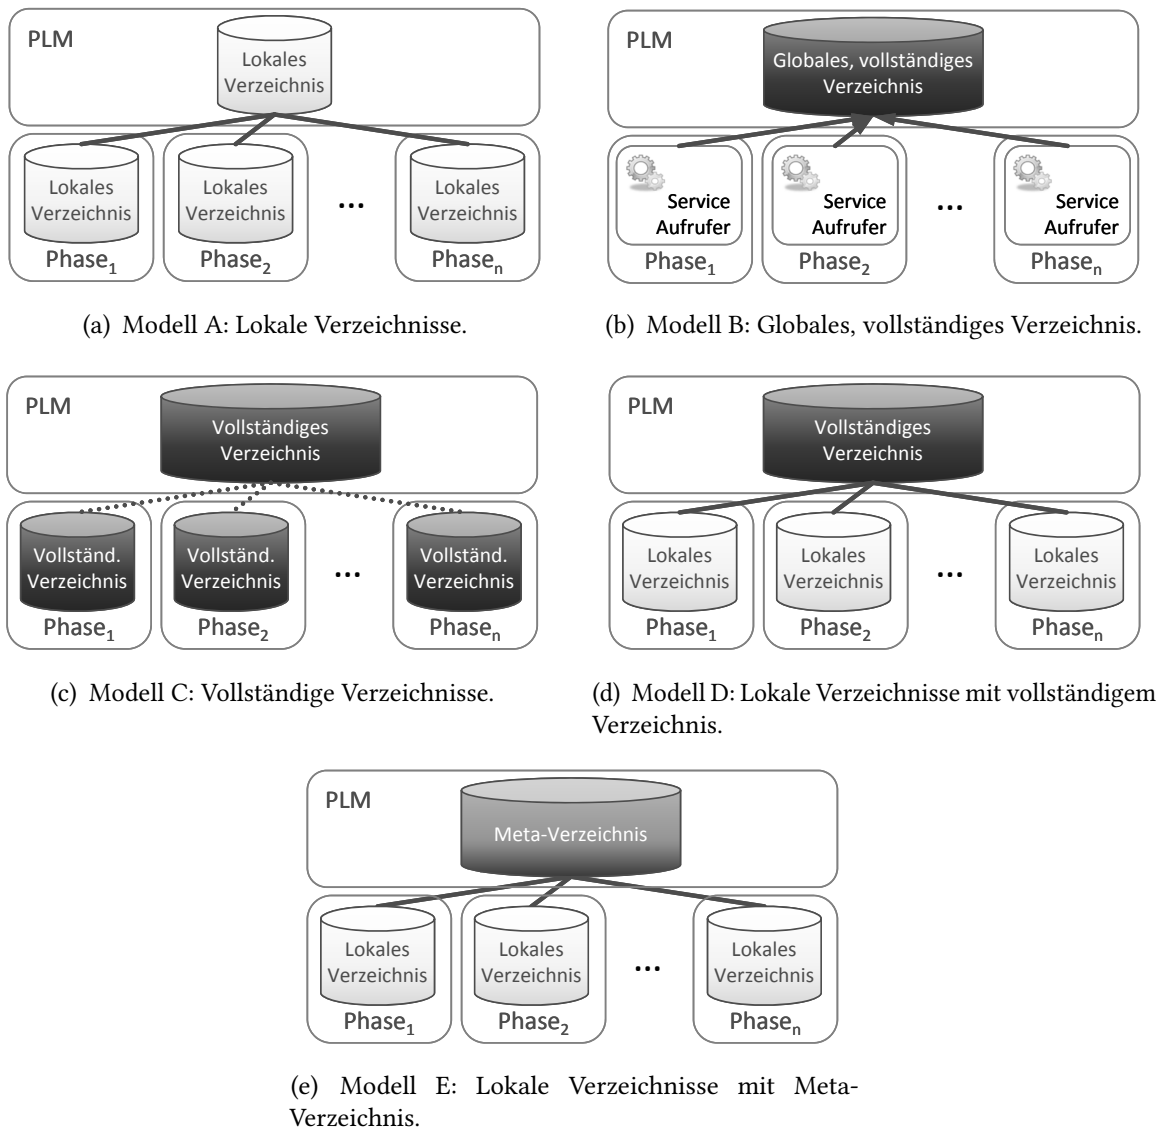 PLM
Lokales
Verzeichnis
Lokales
Verzeichnis
Phase1
Lokales
Verzeichnis
Phase2
...
Lokales
Verzeichnis
Phasen
(a) Modell A: Lokale Verzeichnisse.
PLM
Globales, vollständiges
Verzeichnis
Service
Aufrufer
Phase1
Service
Aufrufer
Phase2
...
Service
Aufrufer
Phasen
(b) Modell B: Globales, vollständiges Verzeichnis.
PLM
Vollständiges
Verzeichnis
Vollständ.
Verzeichnis
Phase1
Vollständ.
Verzeichnis
Phase2
...
Vollständ.
Verzeichnis
Phasen
(c) Modell C: Vollständige Verzeichnisse.
PLM
Vollständiges
Verzeichnis
Lokales
Verzeichnis
Phase1
Lokales
Verzeichnis
Phase2
...
Lokales
Verzeichnis
Phasen
(d) Modell D: Lokale Verzeichnisse mit vollständigem
Verzeichnis.
PLM
Meta-Verzeichnis
Lokales
Verzeichnis
Phase1
Lokales
Verzeichnis
Phase2
...
Lokales
Verzeichnis
Phasen
(e) Modell E: Lokale Verzeichnisse mit Meta-
Verzeichnis.